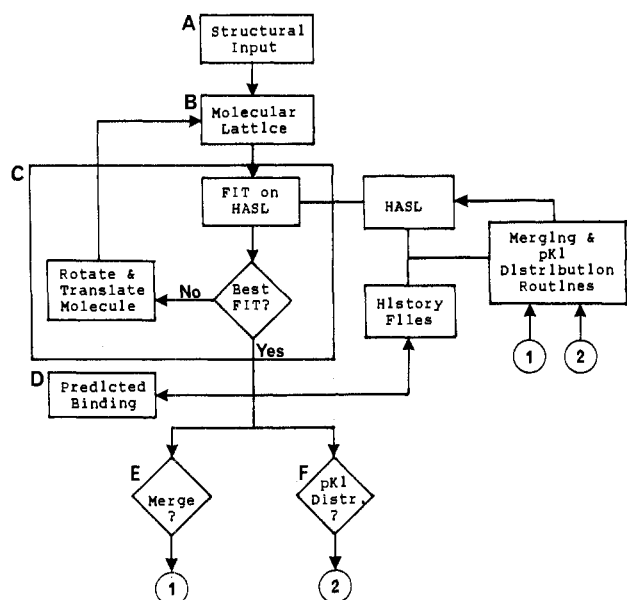 A
Structural
Input
B
Molecular
Lattice
C
FIT on
HASL
HASL
Merging &
pKi
Distribution
Routines
Rotate &
Translate
Molecule
No
Best
FIT?
History
Files
1
2
Yes
D
Predicted
Binding
E
Merge
?
F
pKi
Distr.
?
1
2